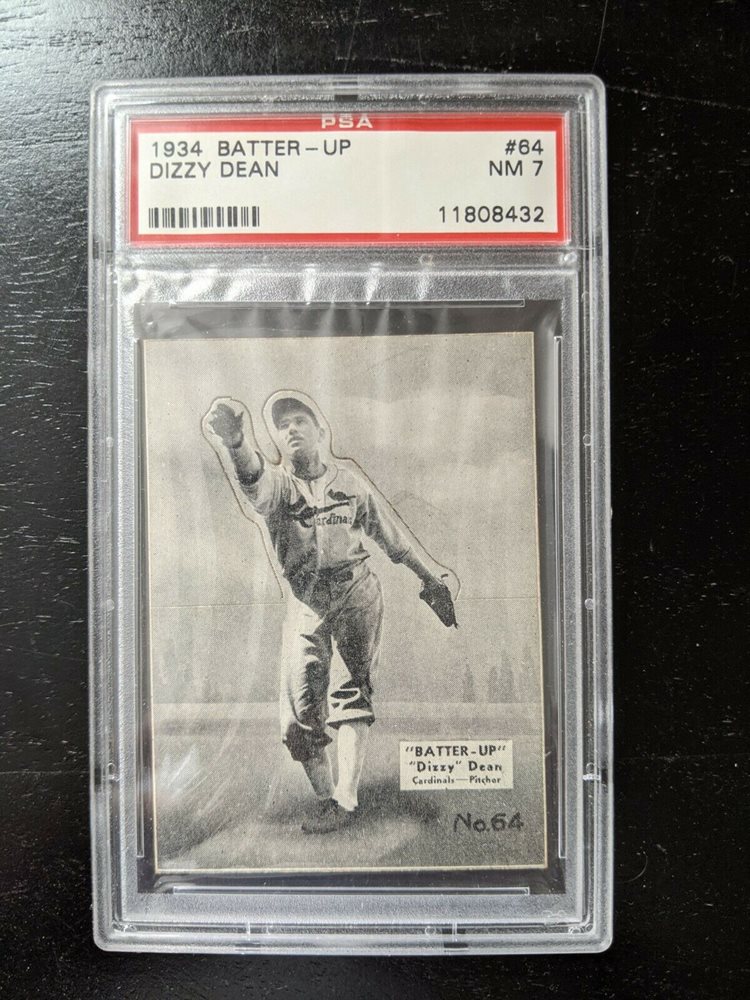 PSA
1934 BATTER-UP #64
DIZZY DEAN NM 7
11808432
Cardinals
"BATTER-UP"
"Dizzy" Dean
Cardinals—Pitcher
No.64